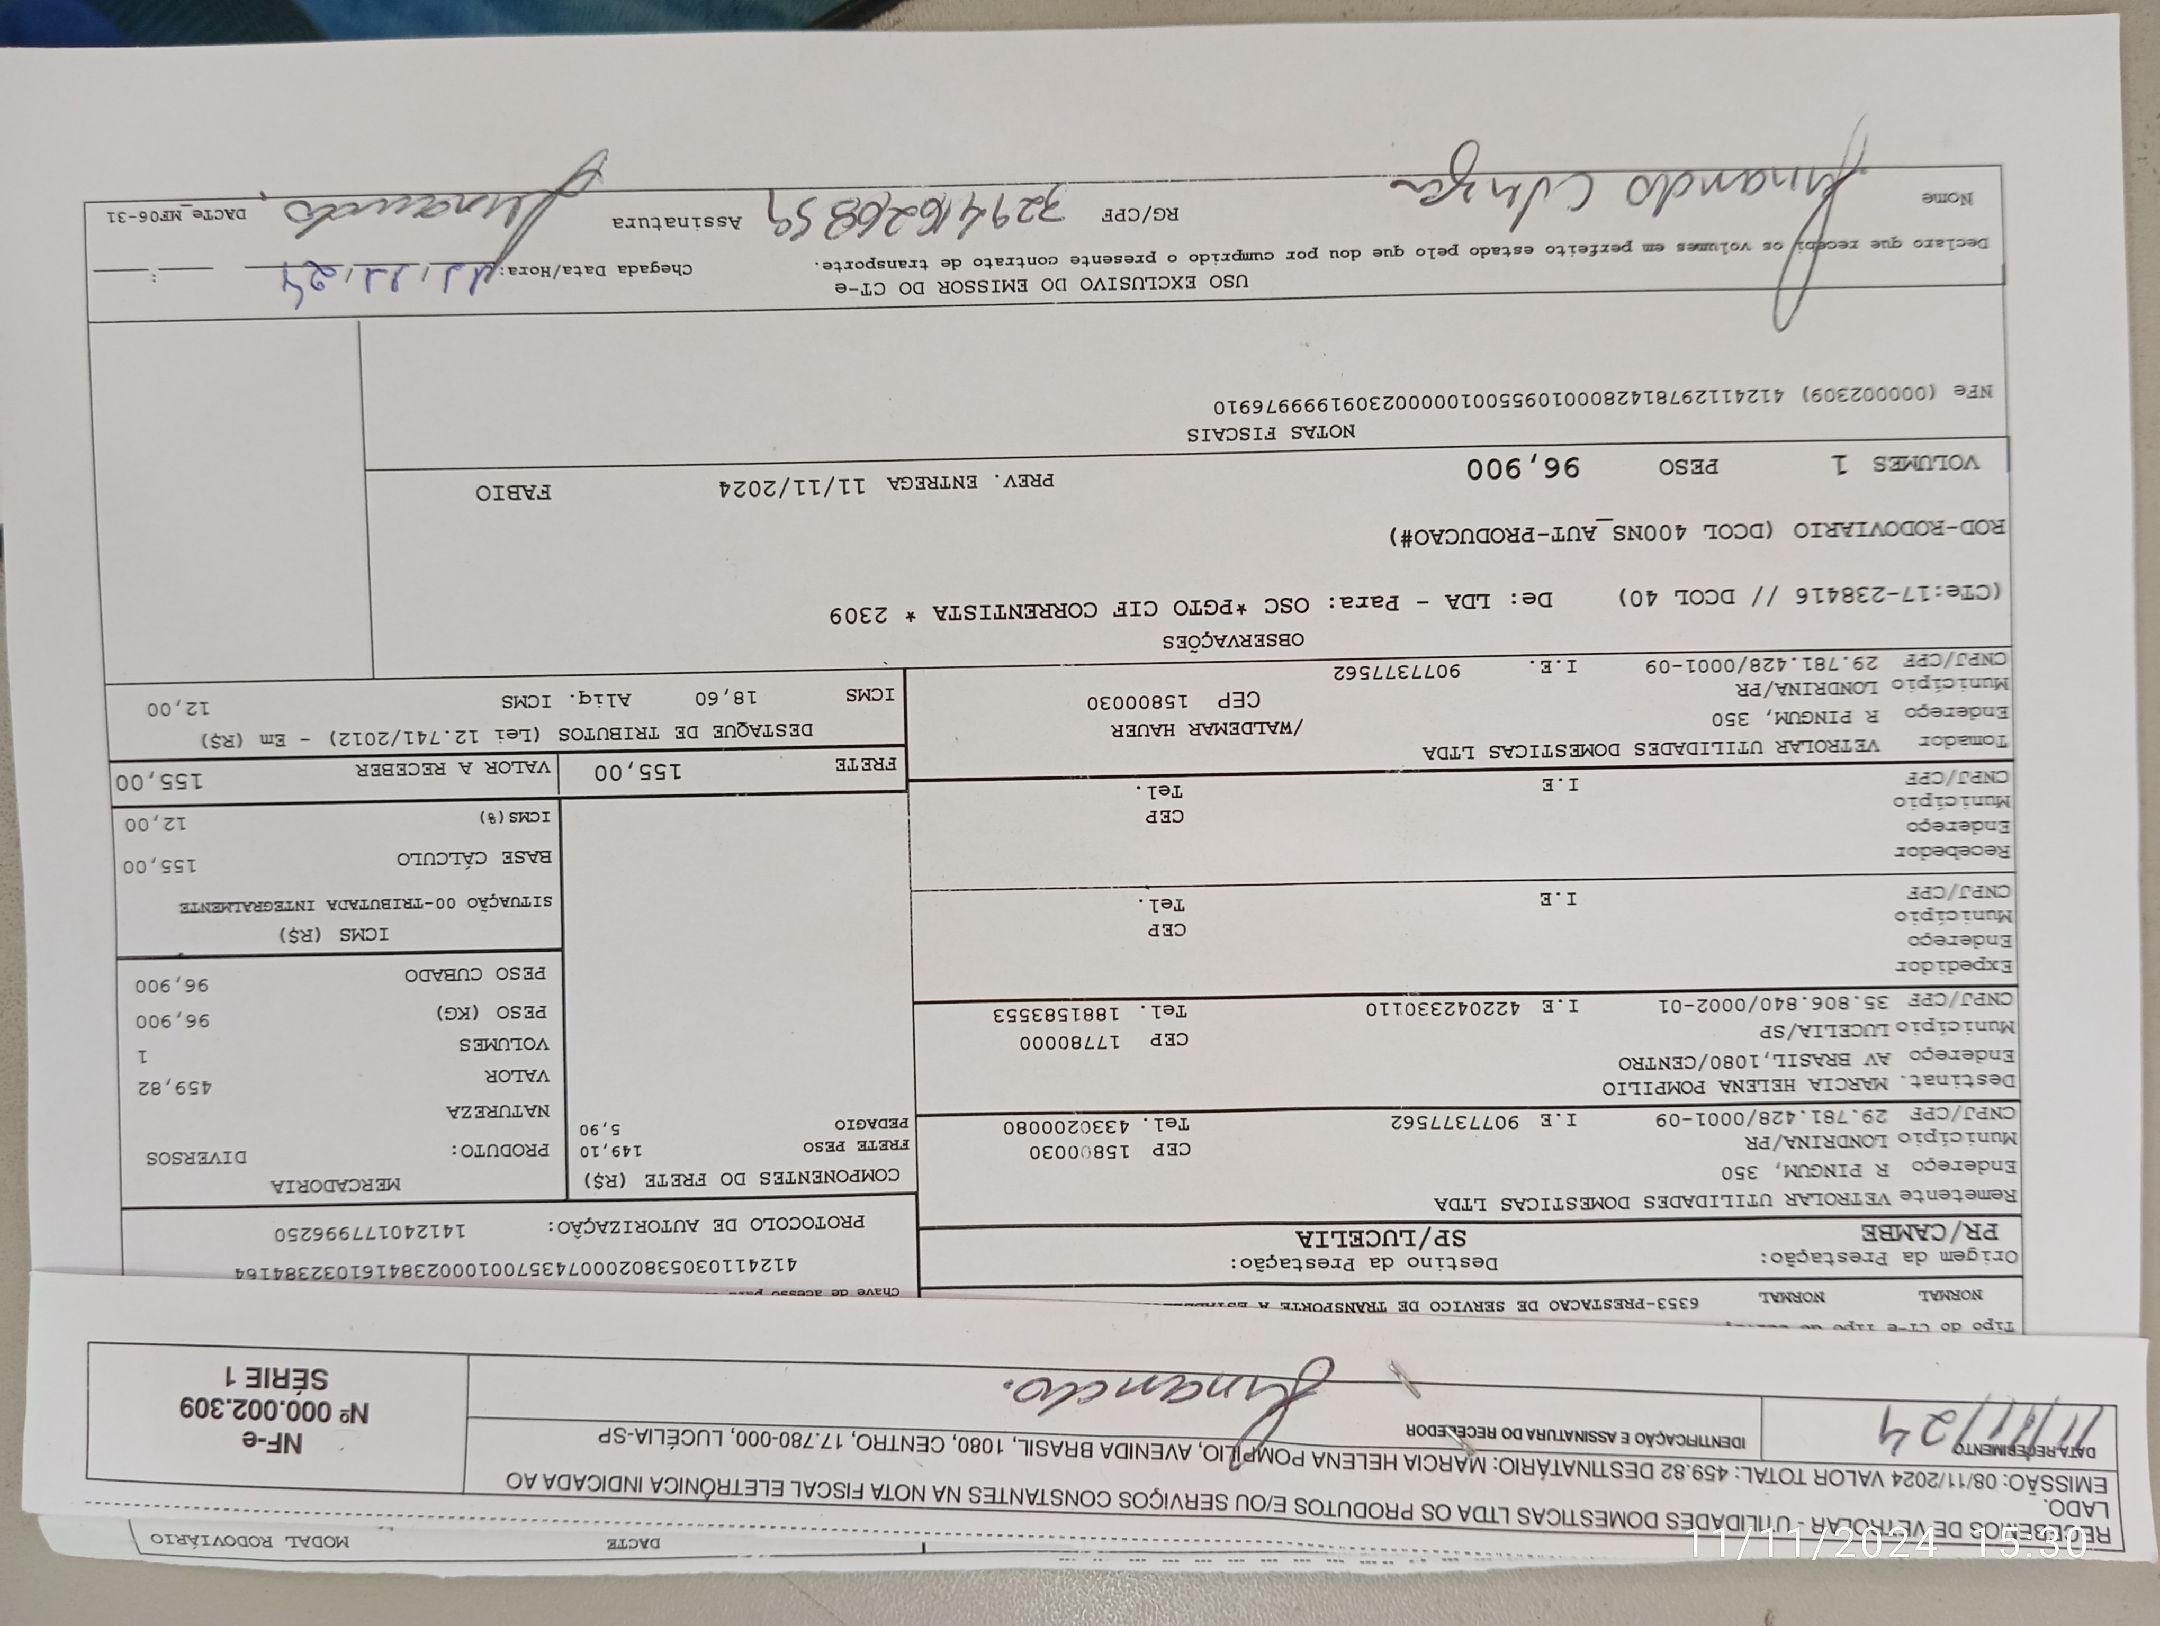 DACTE
MODAL RODOVIÁRIO
RECEBEMOS DE VETROLAR - UTILIDADES DOMESTICAS LTDA OS PRODUTOS E/OU SERVIÇOS CONSTANTES NA NOTA FISCAL ELETRÔNICA INDICADA AO
LADO.
EMISSÃO: 08/11/2024 VALOR TOTAL: 459.82 DESTINATÁRIO: MARCIA HELENA POMPILIO, AVENIDA BRASIL, 1080, CENTRO, 17.780-000, LUCÉLIA-SP
DATA RECEBIMENTO
11/11/24
IDENTIFICAÇÃO E ASSINATURA DO RECEBEDOR
NF-e
Nº 000.002.309
SÉRIE 1
NORMAL NORMAL 6353-PRESTACAO DE SERVICO DE TRANSPORTE A
Chave de acesso
Origem da Prestação: Destino da Prestação:
PR/CAMBE SP/LUCELIA
41241103053802000743570010002384161032384164
PROTOCOLO DE AUTORIZAÇÃO: 141240177996250
Remetente VETROLAR UTILIDADES DOMESTICAS LTDA
Endereço R PINGUM, 350
Município LONDRINA/PR CEP 15800030
CNPJ/CPF 29.781.428/0001-09 I.E 9077377562 Tel. 4330200080
Destinat. MARCIA HELENA POMPILIO
Endereço AV BRASIL,1080/CENTRO
Município LUCELIA/SP CEP 17780000
CNPJ/CPF 35.806.840/0002-01 I.E 422042330110 Tel. 1881583553
Expedidor
Endereço
Município CEP
CNPJ/CPF I.E Tel.
Recebedor
Endereço
Município CEP
CNPJ/CPF I.E Tel.
Tomador VETROLAR UTILIDADES DOMESTICAS LTDA
Endereço R PINGUM, 350 /WALDEMAR HAUER
Município LONDRINA/PR CEP 15800030
CNPJ/CPF 29.781.428/0001-09 I.E. 9077377562
COMPONENTES DO FRETE (R$)
FRETE PESO 149,10
PEDAGIO 5,90
MERCADORIA
PRODUTO: DIVERSOS
NATUREZA
VALOR 459,82
VOLUMES 1
PESO (KG) 96,900
PESO CUBADO 96,900
ICMS (R$)
SITUAÇÃO 00-TRIBUTADA INTEGRALMENTE
BASE CÁLCULO 155,00
ICMS(%) 12,00
FRETE 155,00 VALOR A RECEBER 155,00
DESTAQUE DE TRIBUTOS (Lei 12.741/2012) - Em (R$)
ICMS 18,60 Aliq. ICMS 12,00
OBSERVAÇÕES
(CTe:17-238416 // DCOL 40) De: LDA - Para: OSC *PGTO CIF CORRENTISTA * 2309
ROD-RODOVIARIO (DCOL 400NS_AUT-PRODUCAO#)
VOLUMES 1 PESO 96,900 PREV. ENTREGA 11/11/2024 FABIO
NOTAS FISCAIS
NFe (000002309) 41241129781428000109550010000023091999976910
USO EXCLUSIVO DO EMISSOR DO CT-e
Declaro que recebi os volumes em perfeito estado pelo que dou por cumprido o presente contrato de transporte.
Chegada Data/Hora: 11/11/24 :
Nome RG/CPF 32941626859 Assinatura
DACTe_MF06-31
11/11/2024 15:30